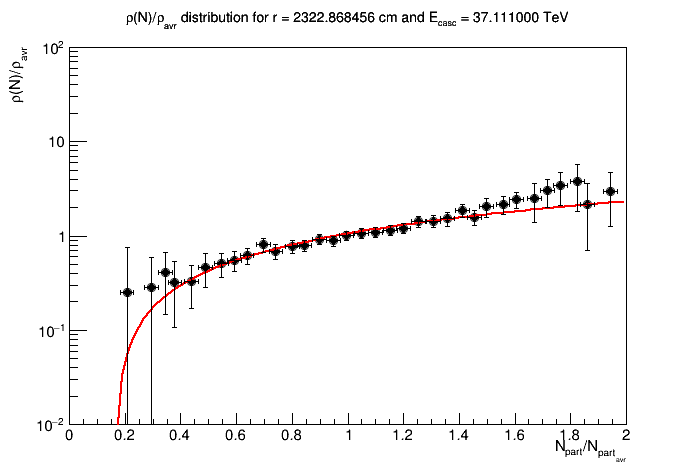 ρ(N)/ρavr distribution for r = 2322.868456 cm and Ecasc = 37.111000 TeV
ρ(N)/ρavr
10²
10
1
10⁻¹
10⁻²
0 0.2 0.4 0.6 0.8 1 1.2 1.4 1.6 1.8 2
Npart/Npartavr